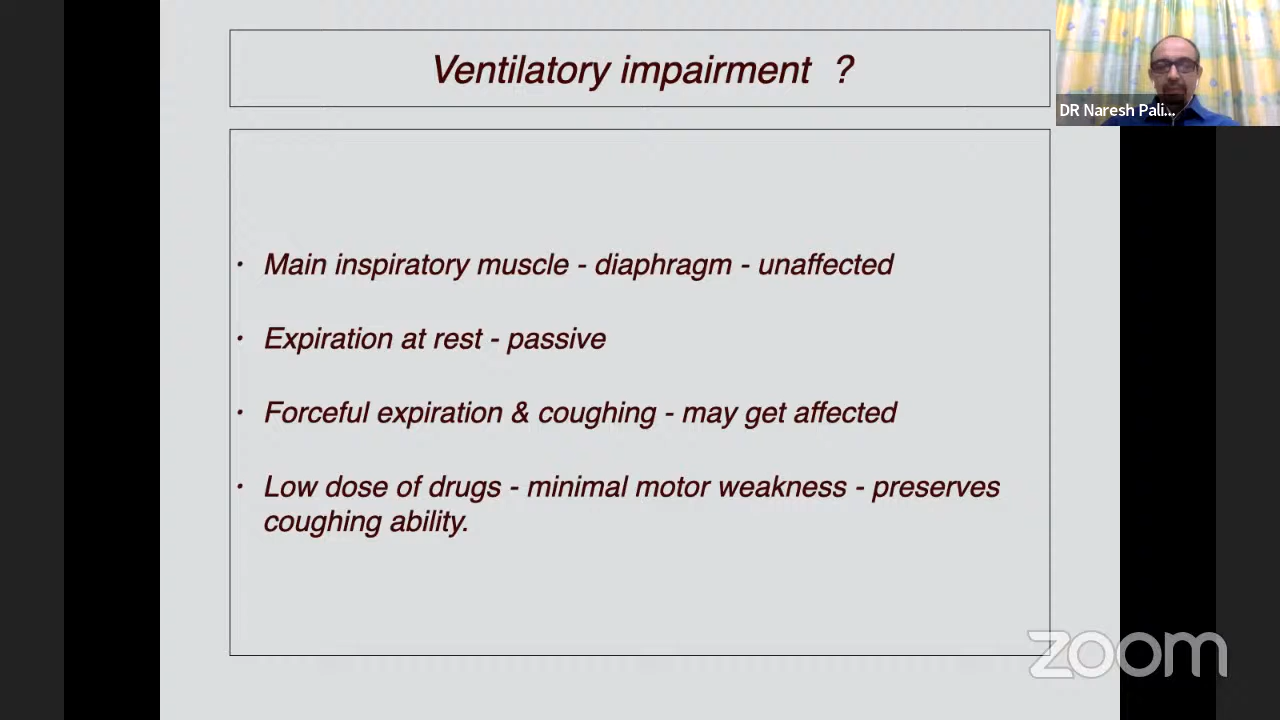 Ventilatory impairment ?
DR Naresh Pali...
• Main inspiratory muscle - diaphragm - unaffected
• Expiration at rest - passive
• Forceful expiration & coughing - may get affected
• Low dose of drugs - minimal motor weakness - preserves
coughing ability.
zoom